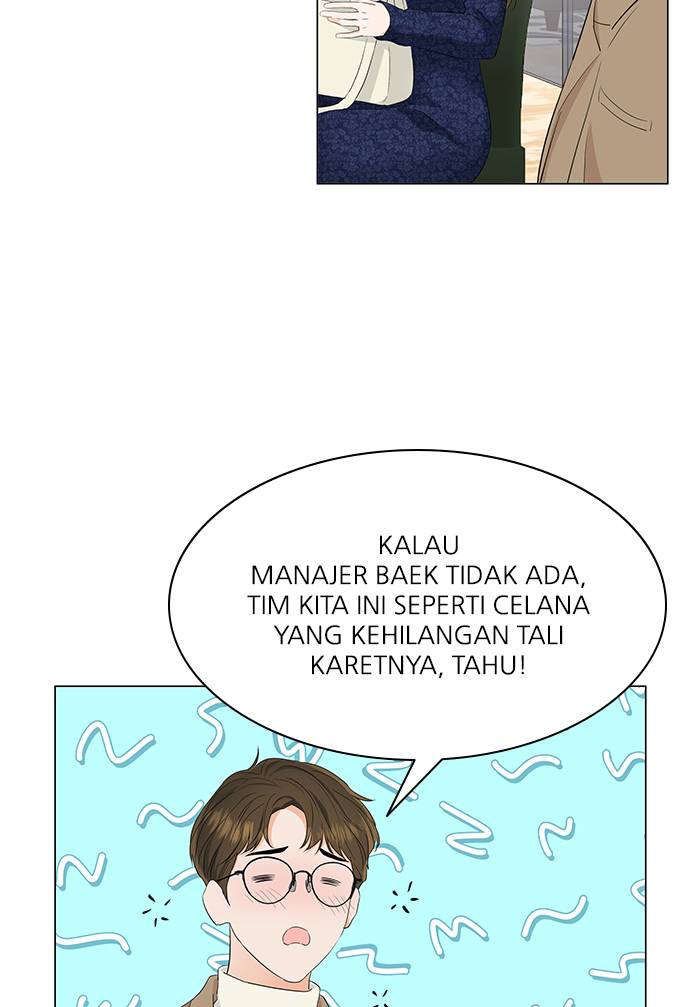 KALAU
MANAJER BAEK TIDAK ADA,
TIM KITA INI SEPERTI CELANA
YANG KEHILANGAN TALI
KARETNYA, TAHU!